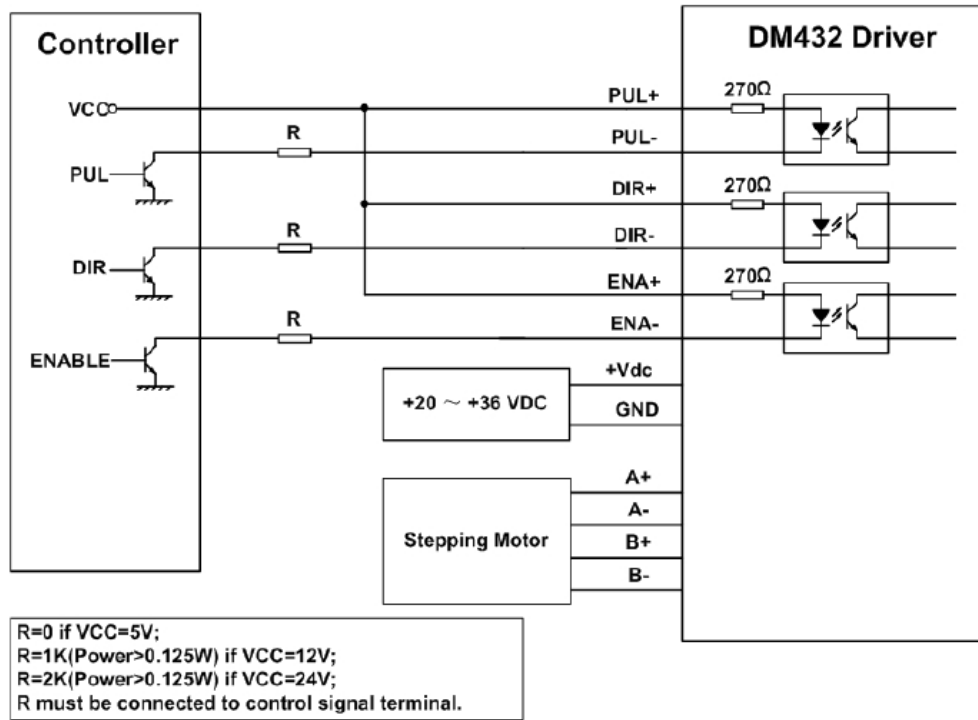 Controller
DM432 Driver
VCC
PUL+
270Ω
R
PUL-
PUL
DIR+
270Ω
R
DIR-
DIR
ENA+
270Ω
R
ENA-
ENABLE
+20 ~ +36 VDC
+Vdc
GND
Stepping Motor
A+
A-
B+
B-
R=0 if VCC=5V;
R=1K(Power>0.125W) if VCC=12V;
R=2K(Power>0.125W) if VCC=24V;
R must be connected to control signal terminal.